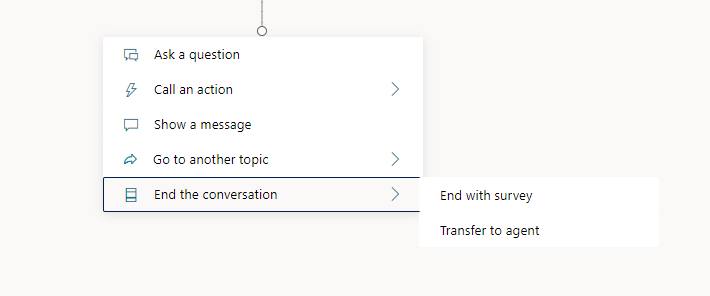 Ask a question
Call an action
Show a message
Go to another topic
End the conversation
End with survey
Transfer to agent